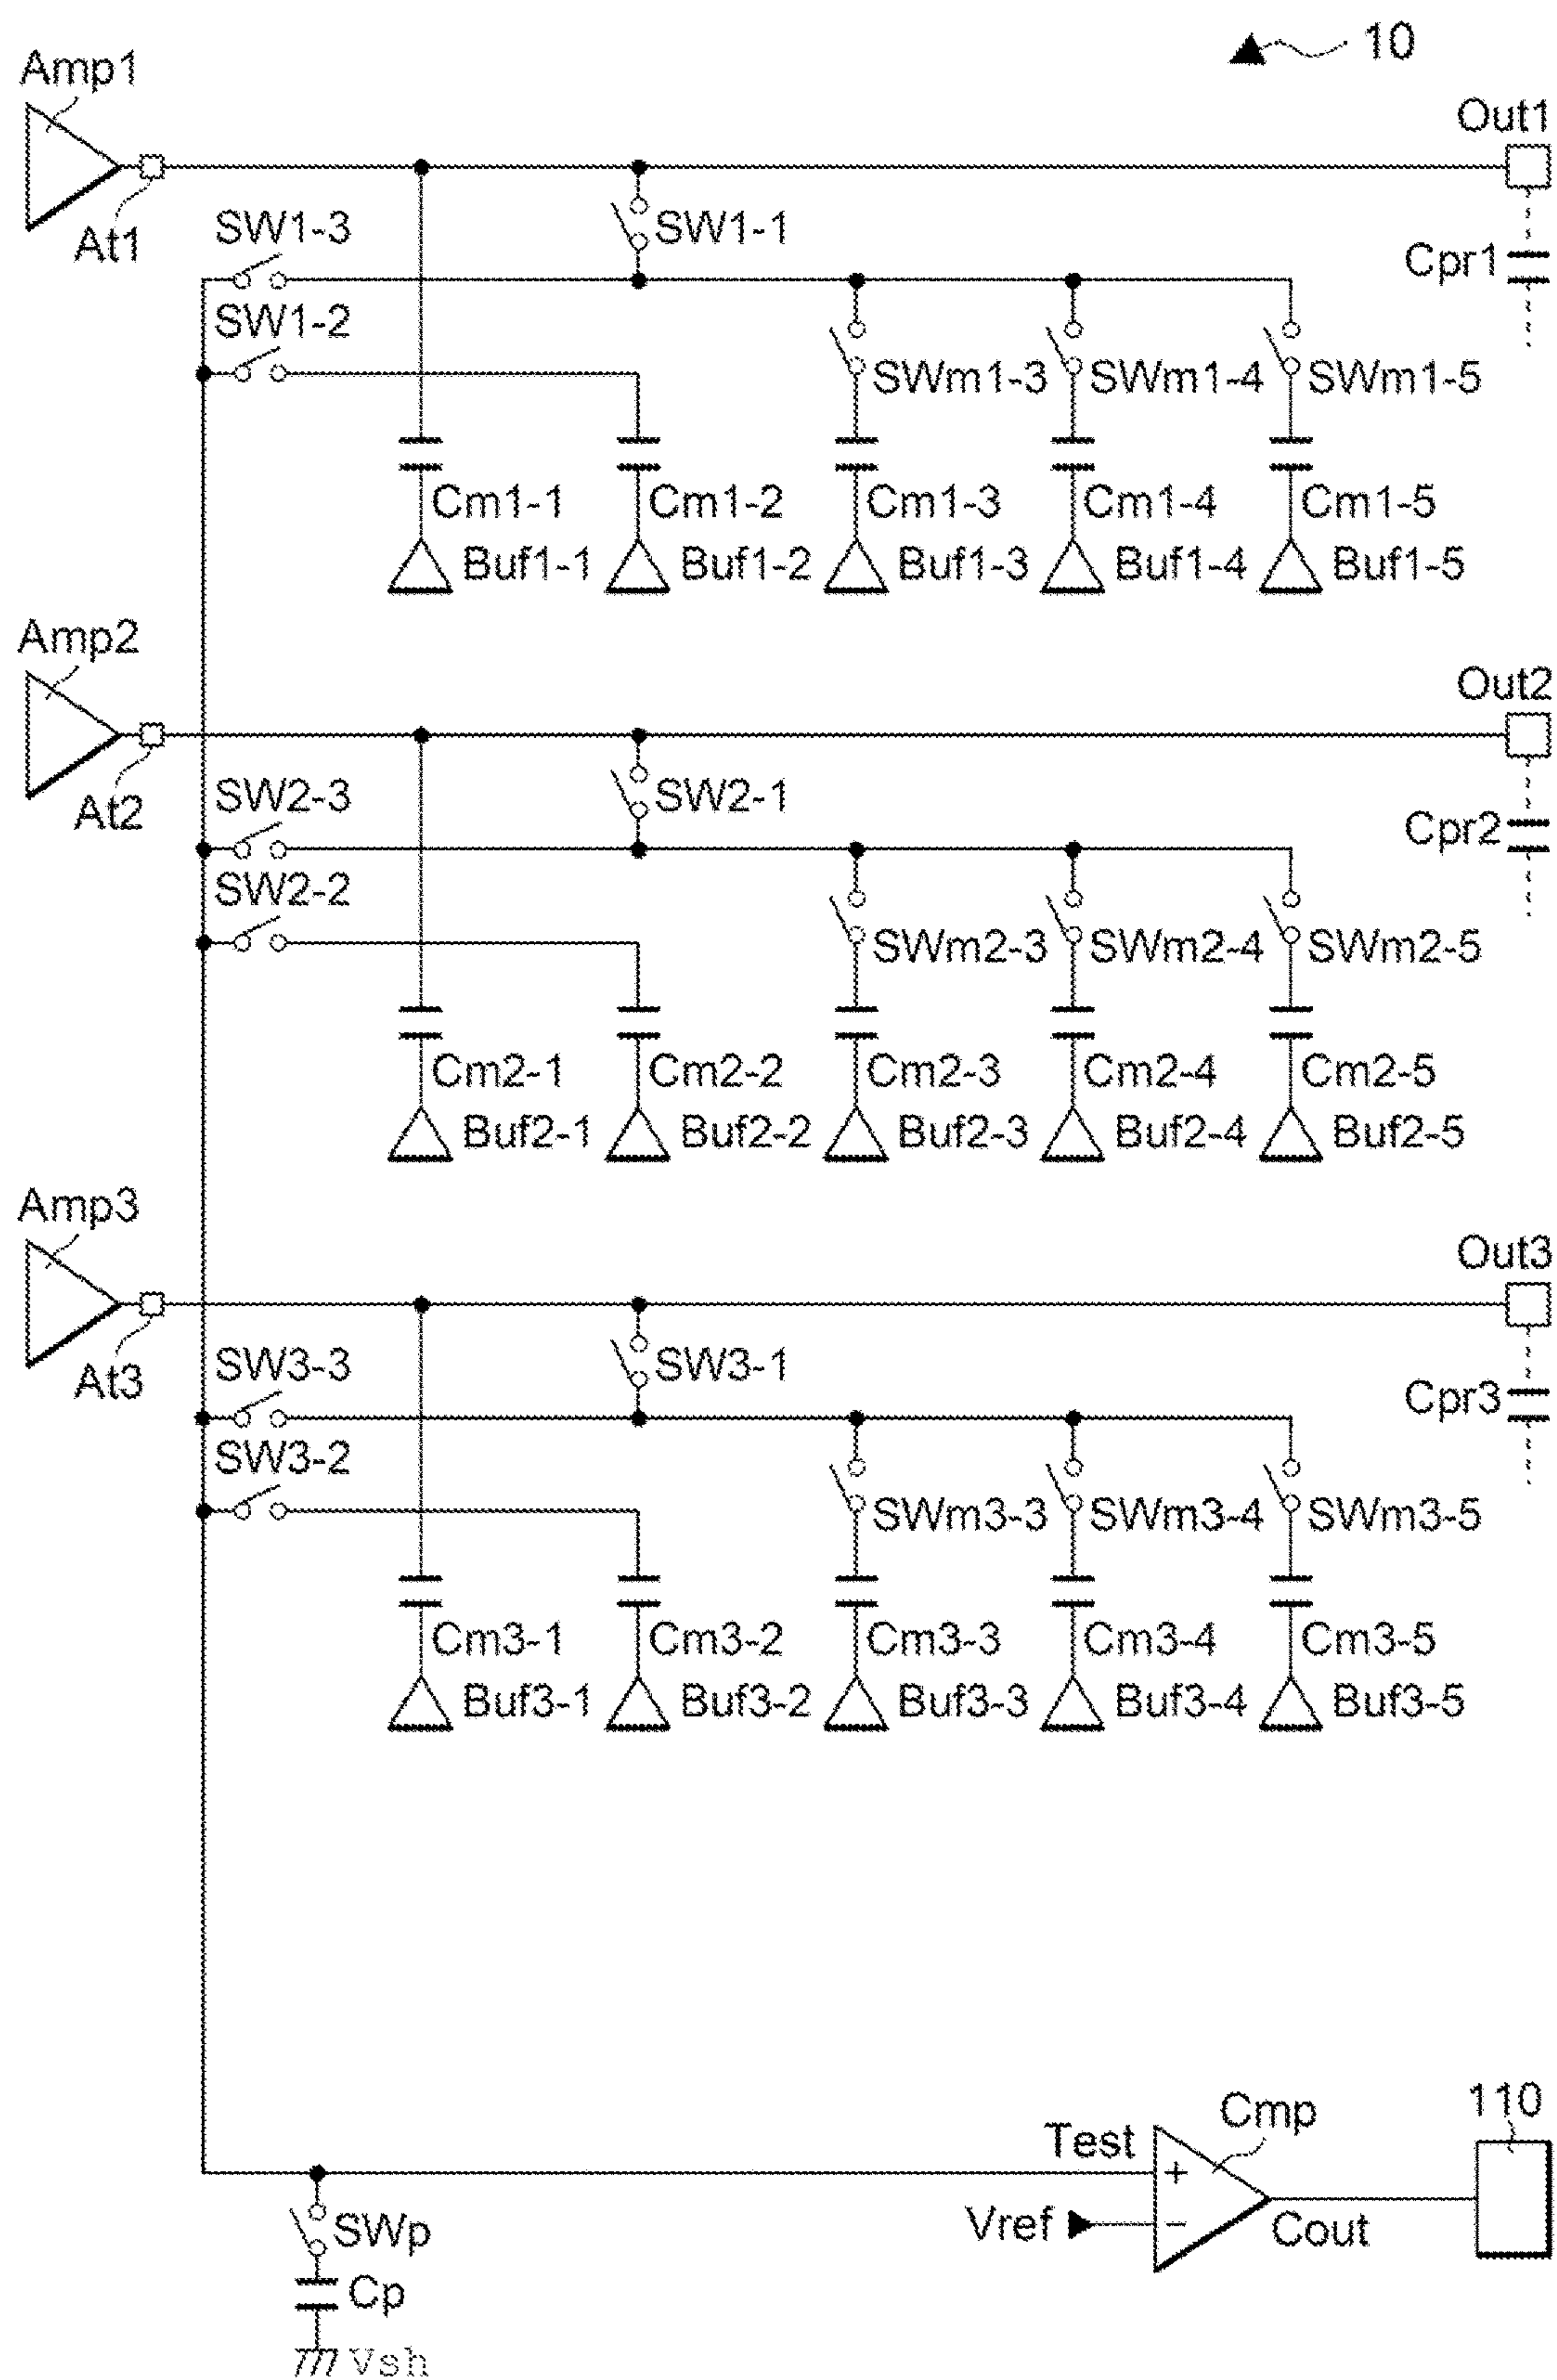 10
Amp1
Out1
At1
SW1-3
SW1-1
Cpr1
SW1-2
SWm1-3
SWm1-4
SWm1-5
Cm1-1
Cm1-2
Cm1-3
Cm1-4
Cm1-5
Buf1-1
Buf1-2
Buf1-3
Buf1-4
Buf1-5
Amp2
Out2
At2
SW2-3
SW2-1
Cpr2
SW2-2
SWm2-3
SWm2-4
SWm2-5
Cm2-1
Cm2-2
Cm2-3
Cm2-4
Cm2-5
Buf2-1
Buf2-2
Buf2-3
Buf2-4
Buf2-5
Amp3
Out3
At3
SW3-3
SW3-1
Cpr3
SW3-2
SWm3-3
SWm3-4
SWm3-5
Cm3-1
Cm3-2
Cm3-3
Cm3-4
Cm3-5
Buf3-1
Buf3-2
Buf3-3
Buf3-4
Buf3-5
110
Cmp
Test
+
Vref
−
Cout
SWp
Cp
Vsh